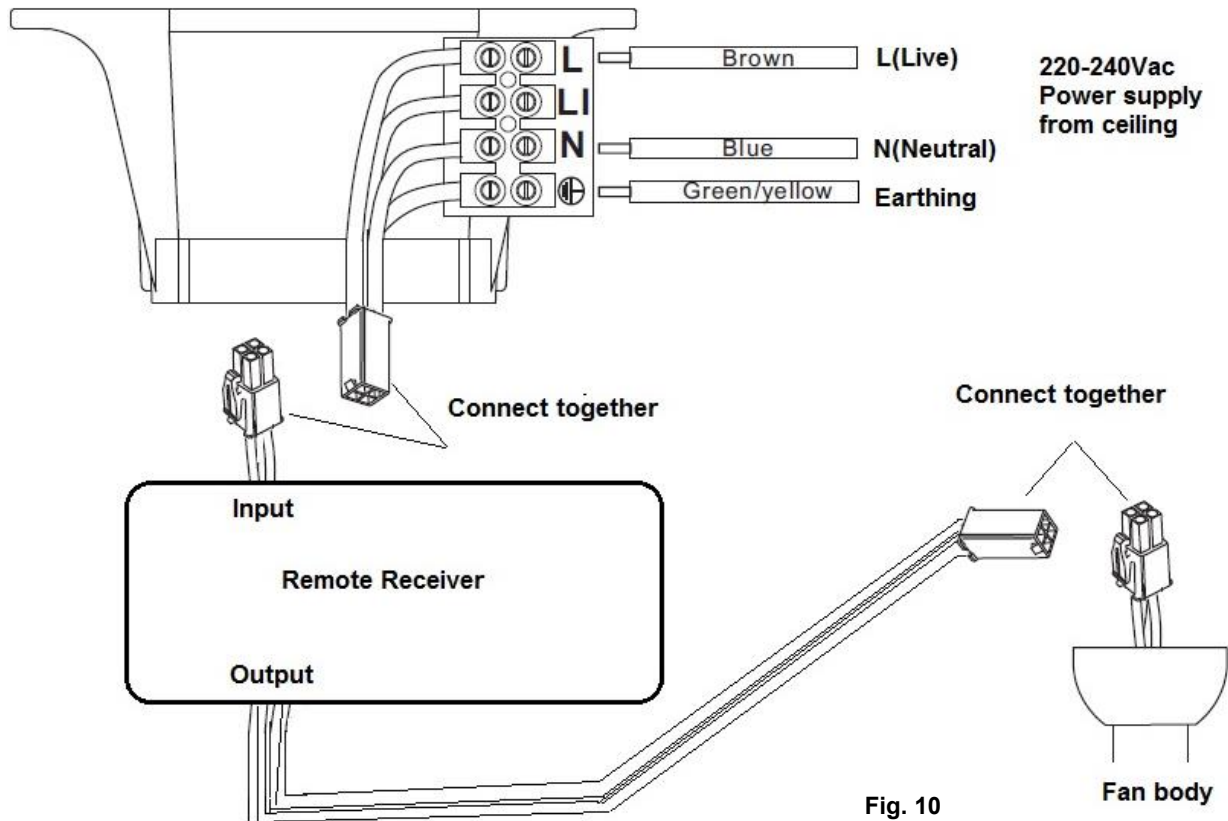 L
Brown
L(Live)
220-240Vac
Power supply
from ceiling
LI
N
Blue
N(Neutral)
Green/yellow
Earthing
Connect together
Connect together
Input
Remote Receiver
Output
Fig. 10
Fan body